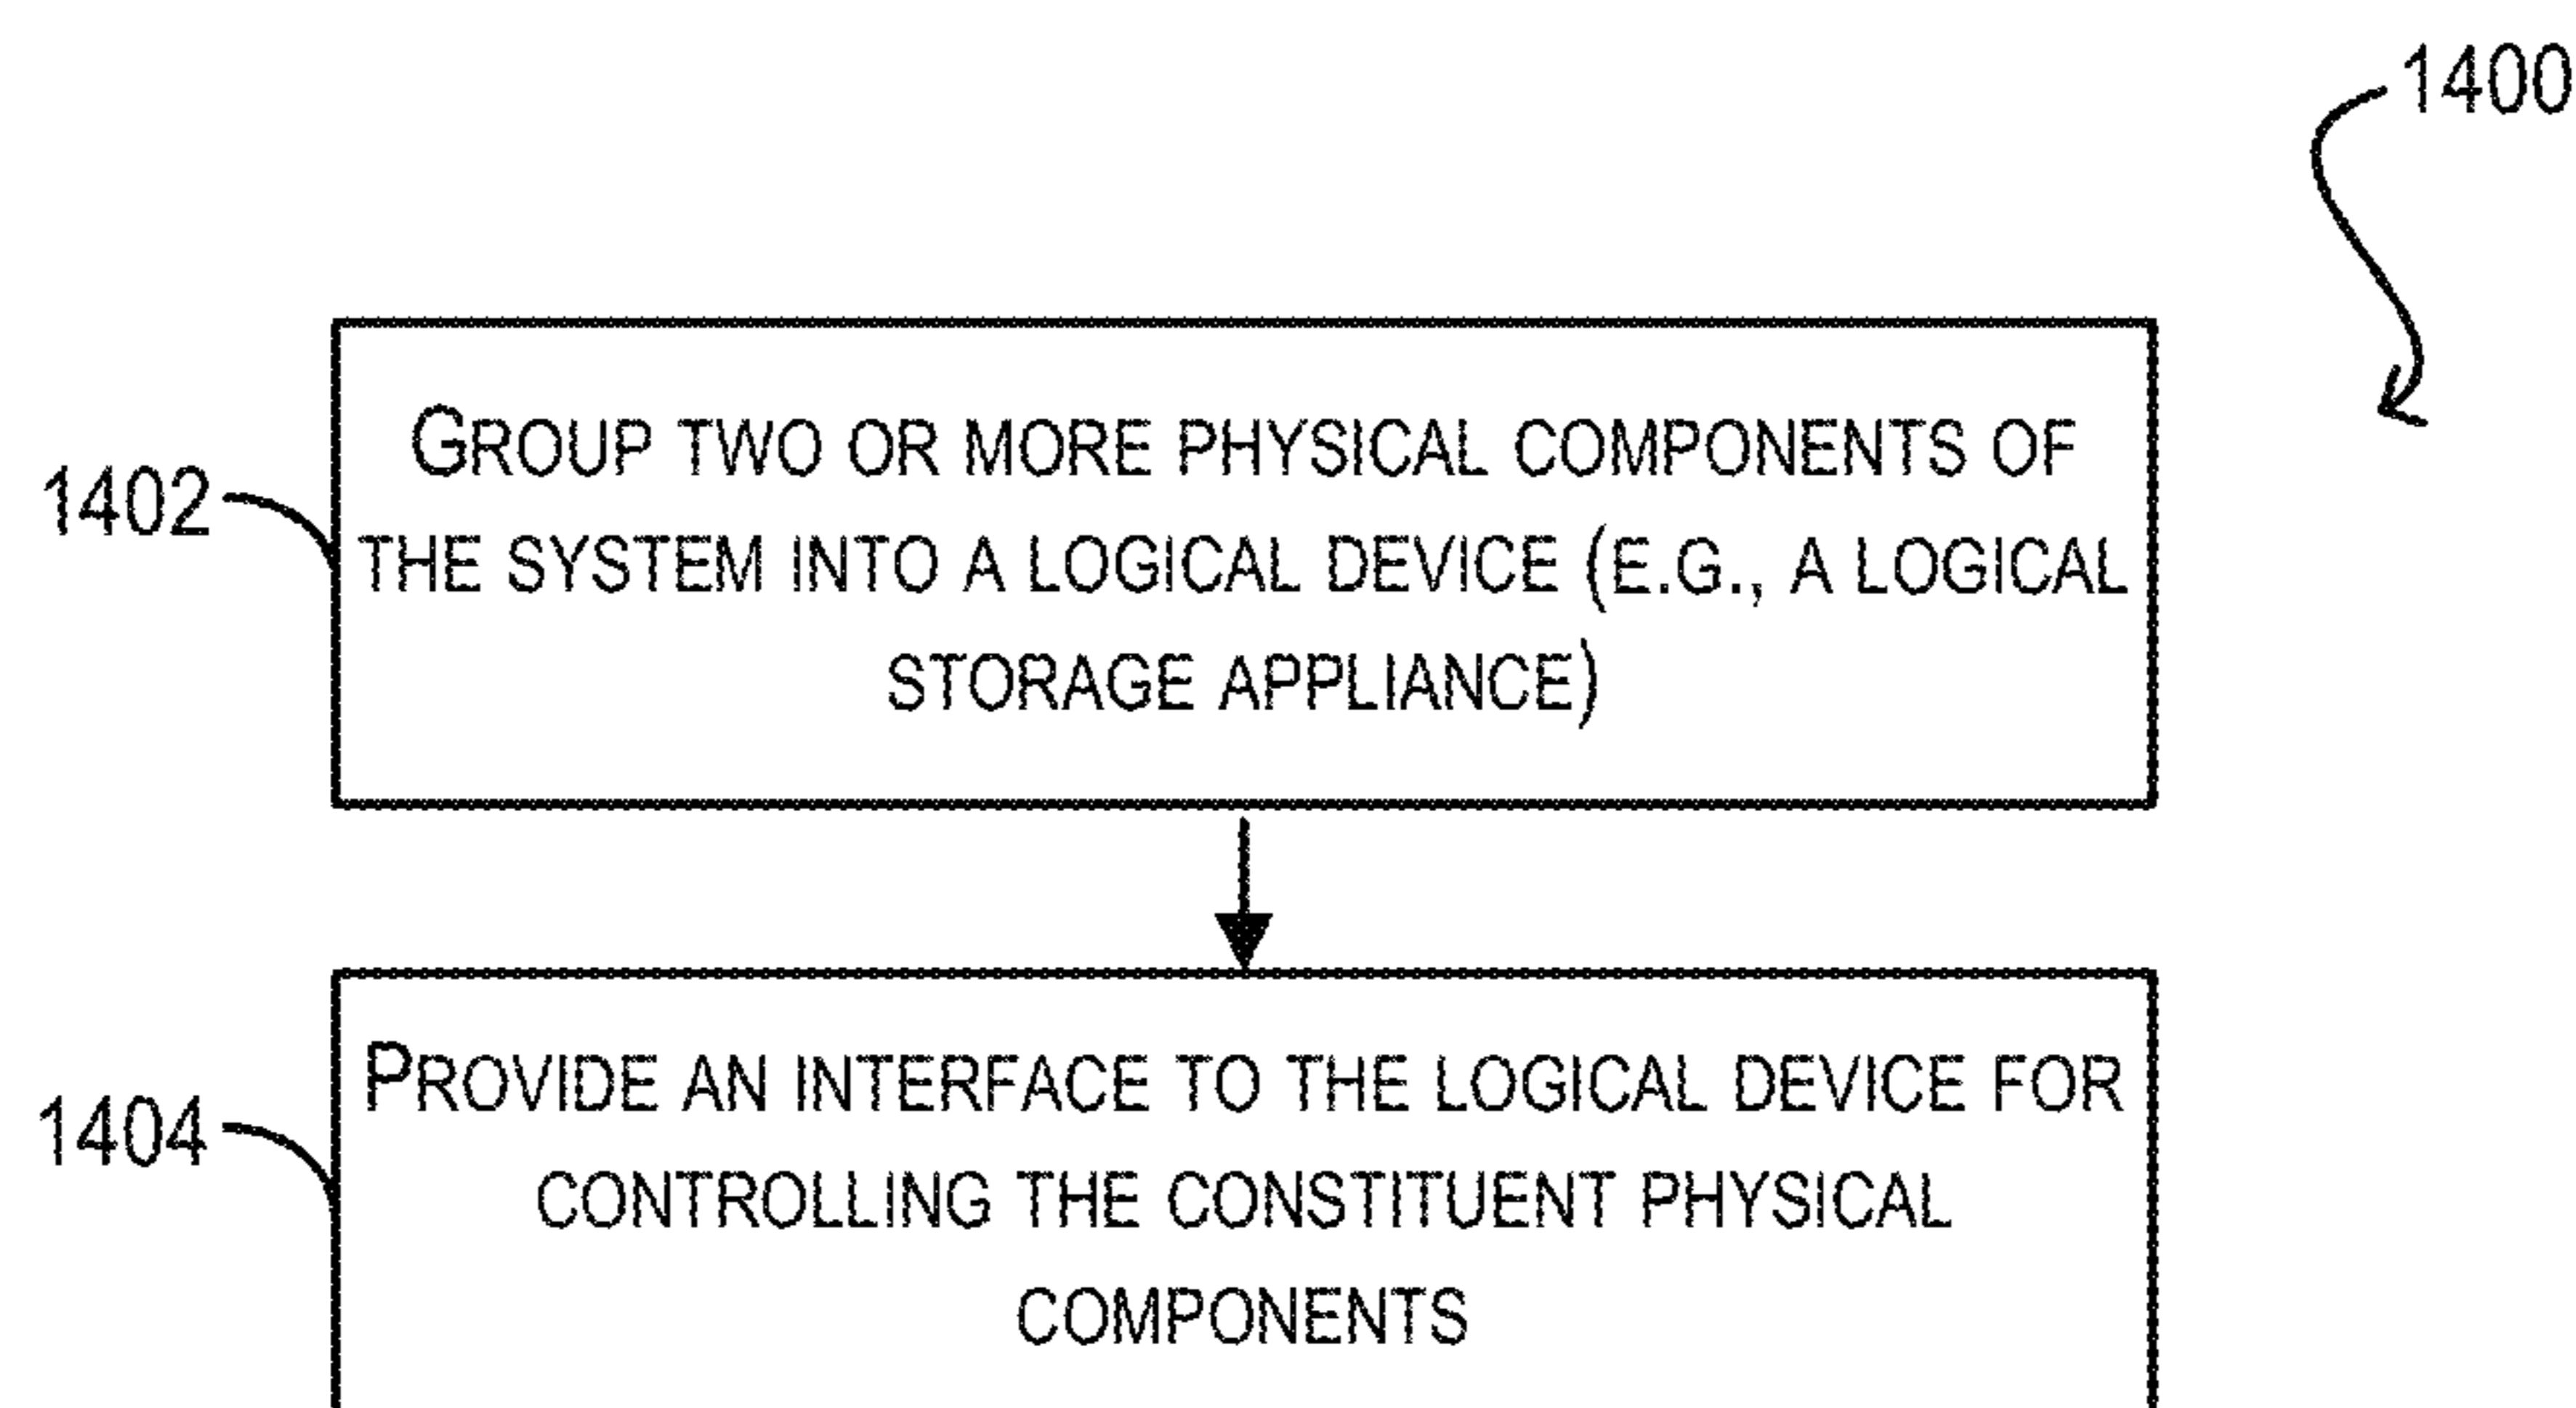 1400
1402
GROUP TWO OR MORE PHYSICAL COMPONENTS OF
THE SYSTEM INTO A LOGICAL DEVICE (E.G., A LOGICAL
STORAGE APPLIANCE)
1404
PROVIDE AN INTERFACE TO THE LOGICAL DEVICE FOR
CONTROLLING THE CONSTITUENT PHYSICAL
COMPONENTS